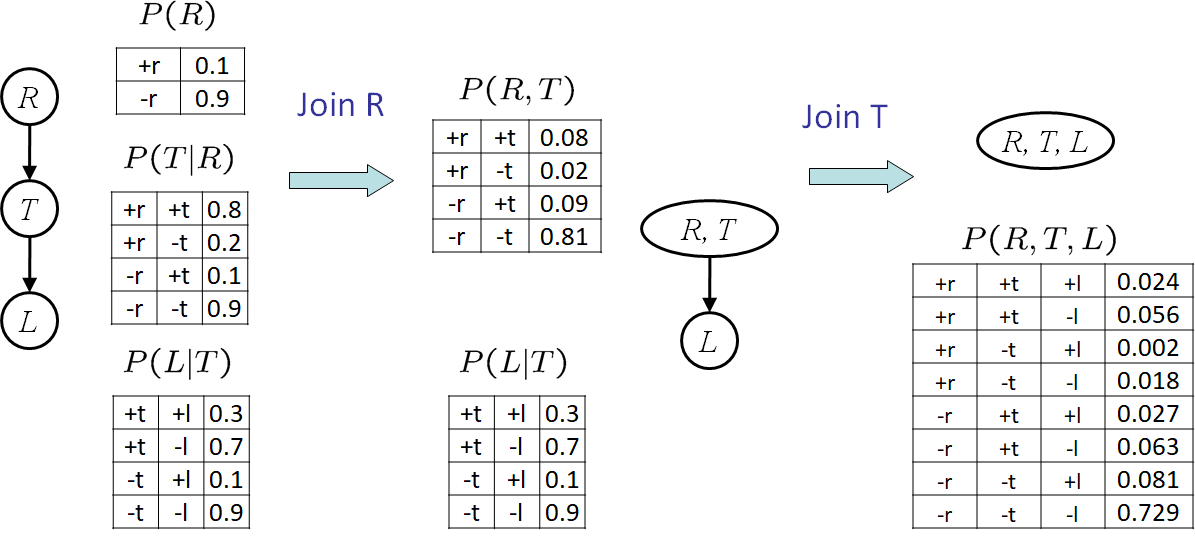 R
T
L
P(R)
+r 0.1
-r 0.9
P(T|R)
+r +t 0.8
+r -t 0.2
-r +t 0.1
-r -t 0.9
P(L|T)
+t +l 0.3
+t -l 0.7
-t +l 0.1
-t -l 0.9
Join R
P(R, T)
+r +t 0.08
+r -t 0.02
-r +t 0.09
-r -t 0.81
P(L|T)
+t +l 0.3
+t -l 0.7
-t +l 0.1
-t -l 0.9
R, T
L
Join T
R, T, L
P(R, T, L)
+r +t +l 0.024
+r +t -l 0.056
+r -t +l 0.002
+r -t -l 0.018
-r +t +l 0.027
-r +t -l 0.063
-r -t +l 0.081
-r -t -l 0.729